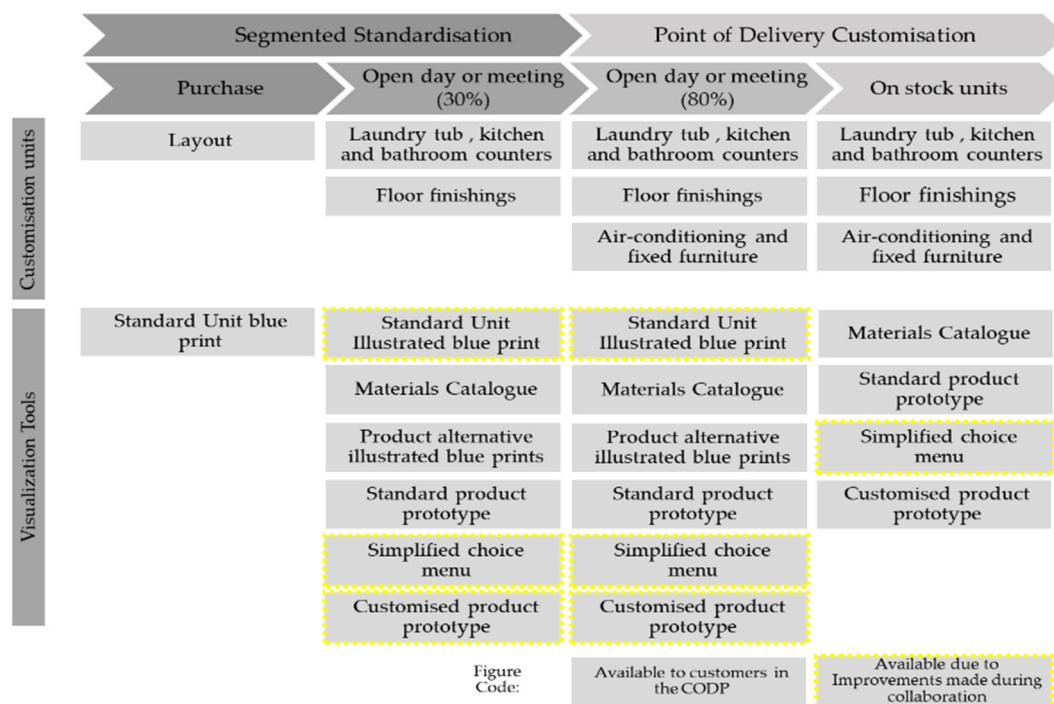 Segmented Standardisation
Point of Delivery Customisation
Purchase
Open day or meeting
(30%)
Open day or meeting
(80%)
On stock units
Customisation units
Layout
Laundry tub , kitchen
and bathroom counters
Laundry tub , kitchen
and bathroom counters
Laundry tub , kitchen
and bathroom counters
Floor finishings
Floor finishings
Floor finishings
Air-conditioning and
fixed furniture
Air-conditioning and
fixed furniture
Visualization Tools
Standard Unit blue
print
Standard Unit
Illustrated blue print
Standard Unit
Illustrated blue print
Materials Catalogue
Materials Catalogue
Materials Catalogue
Standard product
prototype
Product alternative
illustrated blue prints
Product alternative
illustrated blue prints
Simplified choice
menu
Standard product
prototype
Standard product
prototype
Customised product
prototype
Simplified choice
menu
Simplified choice
menu
Customised product
prototype
Customised product
prototype
Figure
Code:
Available to customers in
the CODP
Available due to
Improvements made during
collaboration